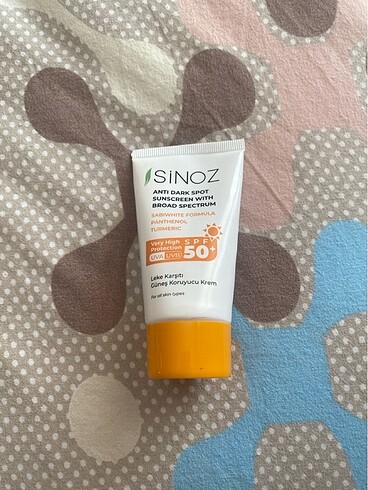 SiNOZ
ANTI DARK SPOT
SUNSCREEN WITH
BROAD SPECTRUM
SABIWHITE FORMULA
PANTHENOL
TURMERIC
Very High
Protection
SPF
UVA UVB
50+
Leke Karşıtı
Güneş Koruyucu Krem
For all skin types